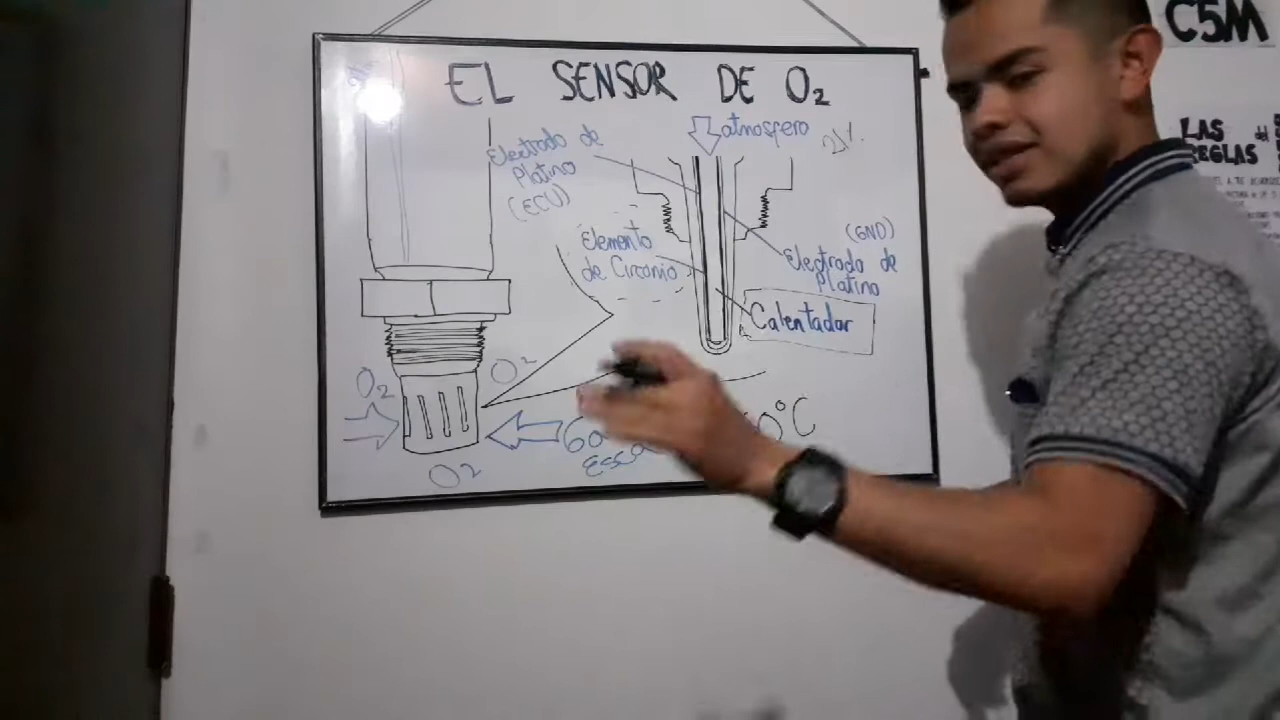 EL SENSOR DE O₂
atmosfera
21%
Electrodo de
Platino
(ECU)
Elemento
de Circonio
(GND)
Electrodo de
Platino
Calentador
O₂
O₂
O₂
°C
C5M
LAS
REGLAS
del